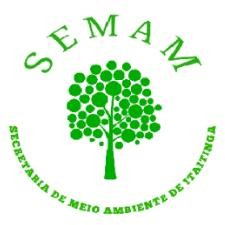 SEMAM
SECRETARIA DE MEIO AMBIENTE DE ITAITINGA